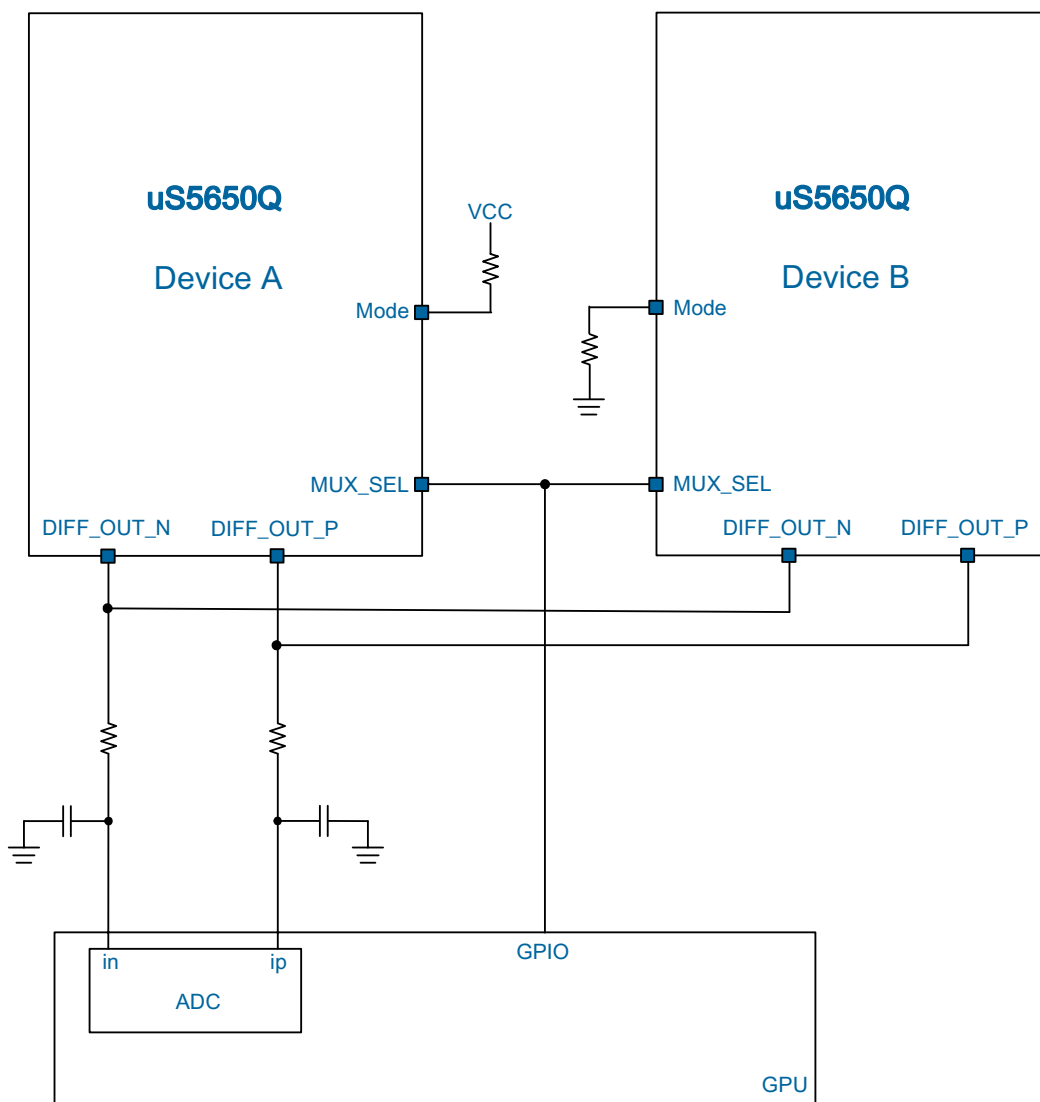 uS5650Q
Device A
VCC
Mode
MUX_SEL
DIFF_OUT_N
DIFF_OUT_P
uS5650Q
Device B
Mode
MUX_SEL
DIFF_OUT_N
DIFF_OUT_P
in
ip
ADC
GPIO
GPU